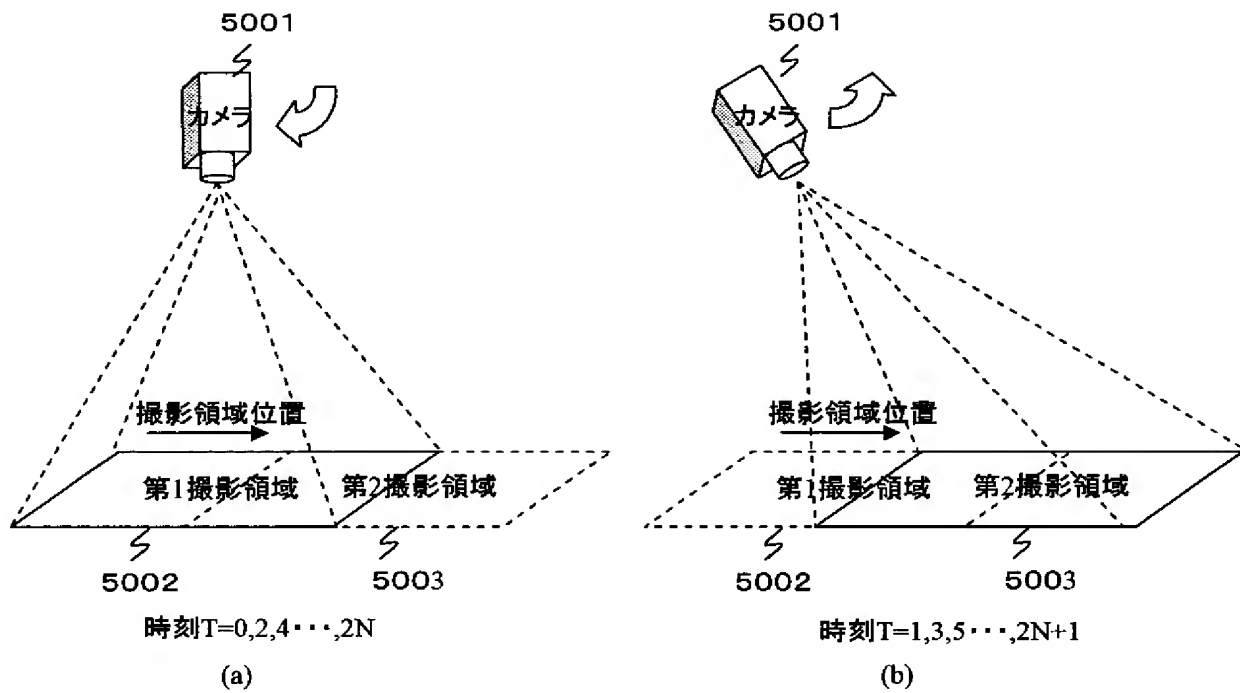 5001
カメラ
撮影領域位置
第1撮影領域
第2撮影領域
5002
5003
時刻T=0,2,4・・・,2N
(a)
5001
カメラ
撮影領域位置
第1撮影領域
第2撮影領域
5002
5003
時刻T=1,3,5・・・,2N+1
(b)